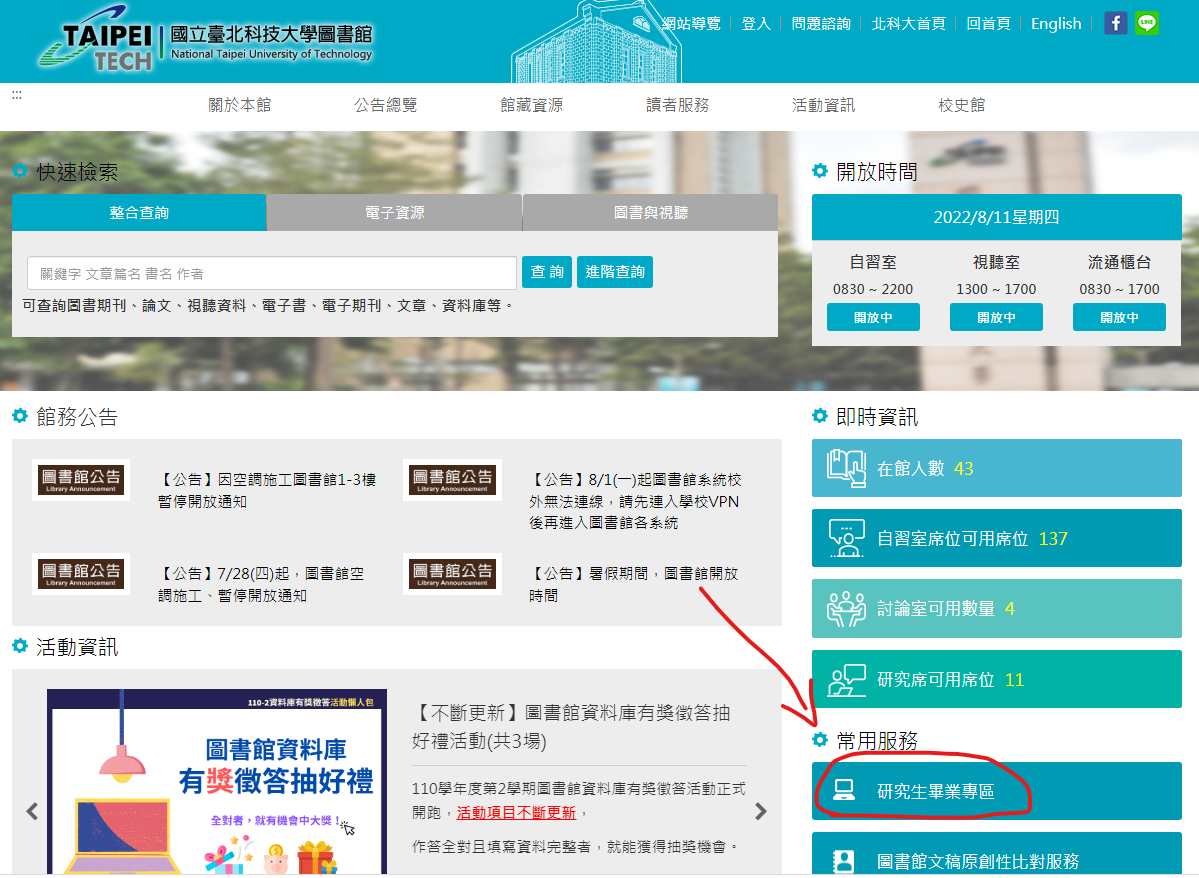 TAIPEI TECH
國立臺北科技大學圖書館
National Taipei University of Technology
網站導覽 登入 問題諮詢 北科大首頁 回首頁 English
f LINE
:::
關於本館 公告總覽 館藏資源 讀者服務 活動資訊 校史館
快速檢索
整合查詢 電子資源 圖書與視聽
關鍵字 文章篇名 書名 作者
查 詢 進階查詢
可查詢圖書期刊、論文、視聽資料、電子書、電子期刊、文章、資料庫等。
開放時間
2022/8/11星期四
自習室 視聽室 流通櫃台
0830 ~ 2200 1300 ~ 1700 0830 ~ 1700
開放中 開放中 開放中
館務公告
圖書館公告
Library Announcement
【公告】因空調施工圖書館1-3樓
暫停開放通知
圖書館公告
Library Announcement
【公告】8/1(一)起圖書館系統校
外無法連線，請先連入學校VPN
後再進入圖書館各系統
圖書館公告
Library Announcement
【公告】7/28(四)起，圖書館空
調施工、暫停開放通知
圖書館公告
Library Announcement
【公告】暑假期間，圖書館開放
時間
即時資訊
在館人數 43
自習室席位可用席位 137
討論室可用數量 4
研究席可用席位 11
活動資訊
110-2資料庫有獎徵答活動懶人包
圖書館資料庫
有獎徵答抽好禮
全對者，就有機會中大獎！
【不斷更新】圖書館資料庫有獎徵答抽
好禮活動(共3場)
110學年度第2學期圖書館資料庫有獎徵答活動正式
開跑，活動項目不斷更新，
作答全對且填寫資料完整者，就能獲得抽獎機會。
常用服務
研究生畢業專區
圖書館文稿原創性比對服務